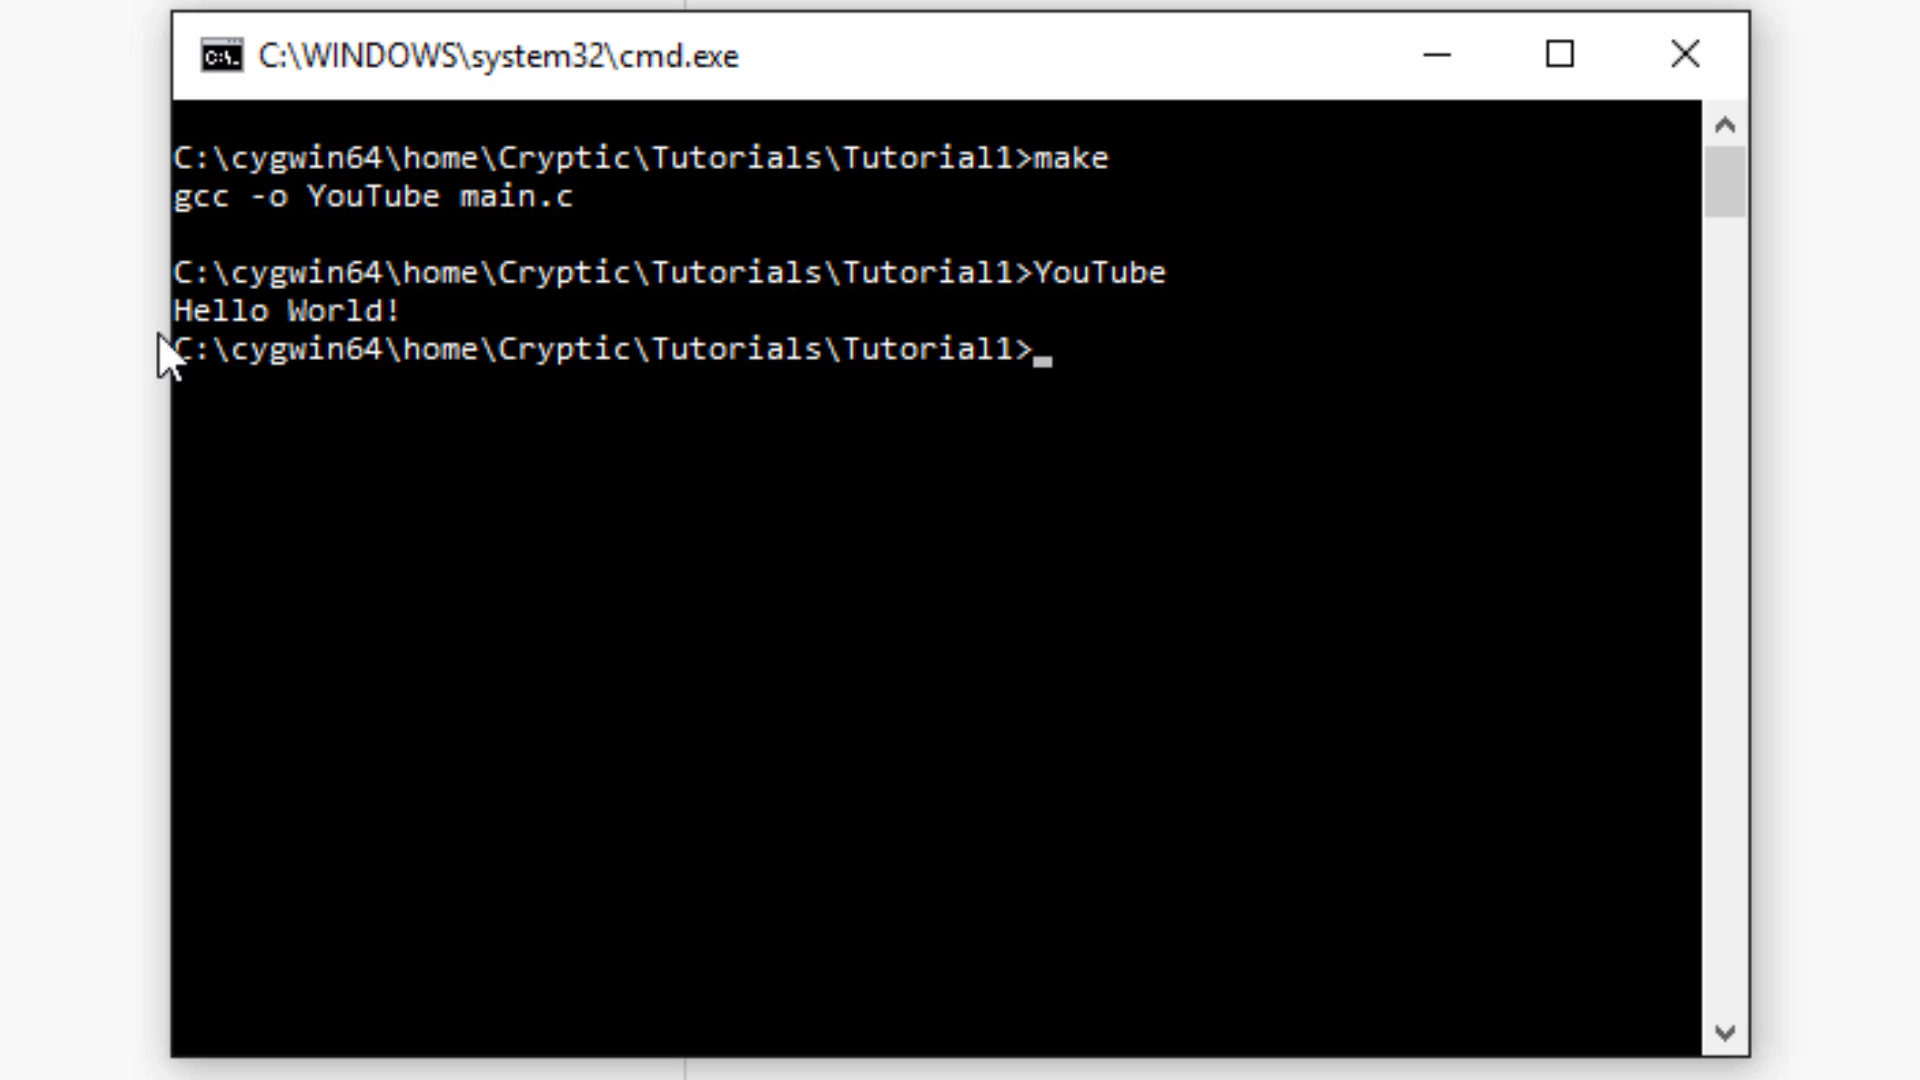 C:\WINDOWS\system32\cmd.exe
C:\cygwin64\home\Cryptic\Tutorials\Tutorial1>make
gcc -o YouTube main.c
C:\cygwin64\home\Cryptic\Tutorials\Tutorial1>YouTube
Hello World!
C:\cygwin64\home\Cryptic\Tutorials\Tutorial1>